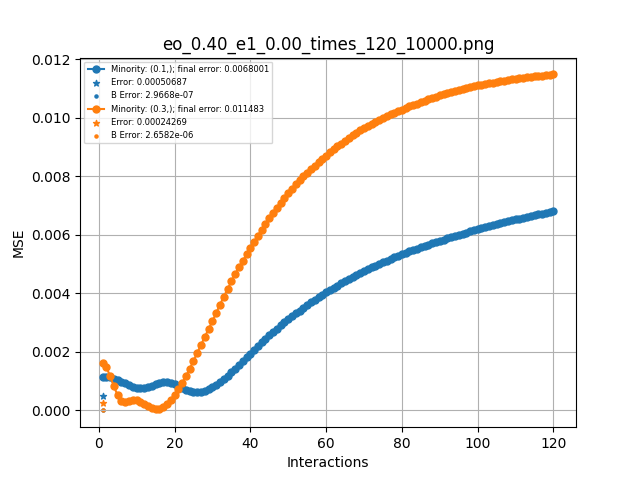 eo_0.40_e1_0.00_times_120_10000.png
Minority: (0.1,); final error: 0.0068001
Error: 0.00050687
B Error: 2.9668e-07
Minority: (0.3,); final error: 0.011483
Error: 0.00024269
B Error: 2.6582e-06
0.012
0.010
0.008
0.006
0.004
0.002
0.000
MSE
0 20 40 60 80 100 120
Interactions